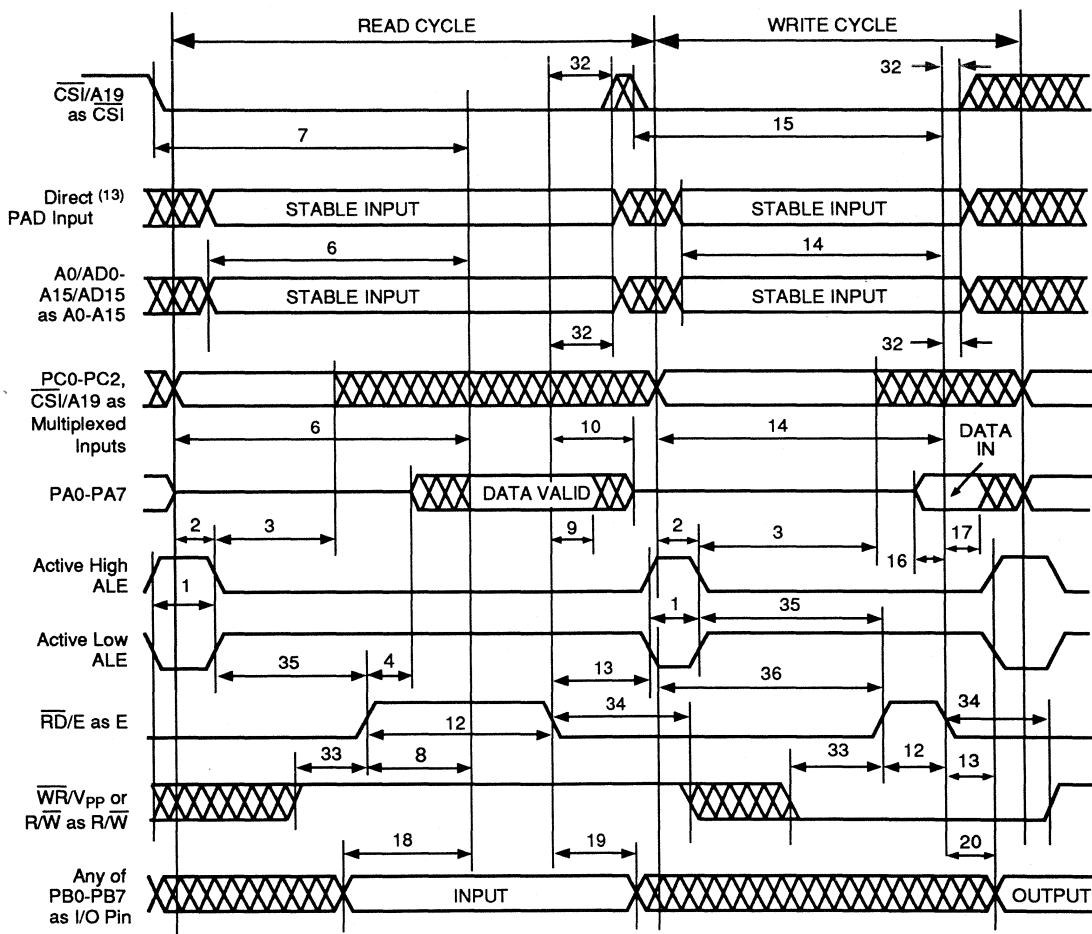 READ CYCLE
WRITE CYCLE
32
32
CSI/A19
as CSI
7
15
Direct (13)
PAD Input
STABLE INPUT
STABLE INPUT
6
14
A0/AD0-
A15/AD15
as A0-A15
STABLE INPUT
STABLE INPUT
32
32
PC0-PC2,
CSI/A19 as
Multiplexed
Inputs
6
10
14
DATA
IN
PA0-PA7
DATA VALID
2
3
9
2
3
16
17
Active High
ALE
1
1
35
Active Low
ALE
35
4
13
36
RD/E as E
12
34
34
33
8
33
12
13
WR/VPP or
R/W as R/W
18
19
20
Any of
PB0-PB7
as I/O Pin
INPUT
OUTPUT